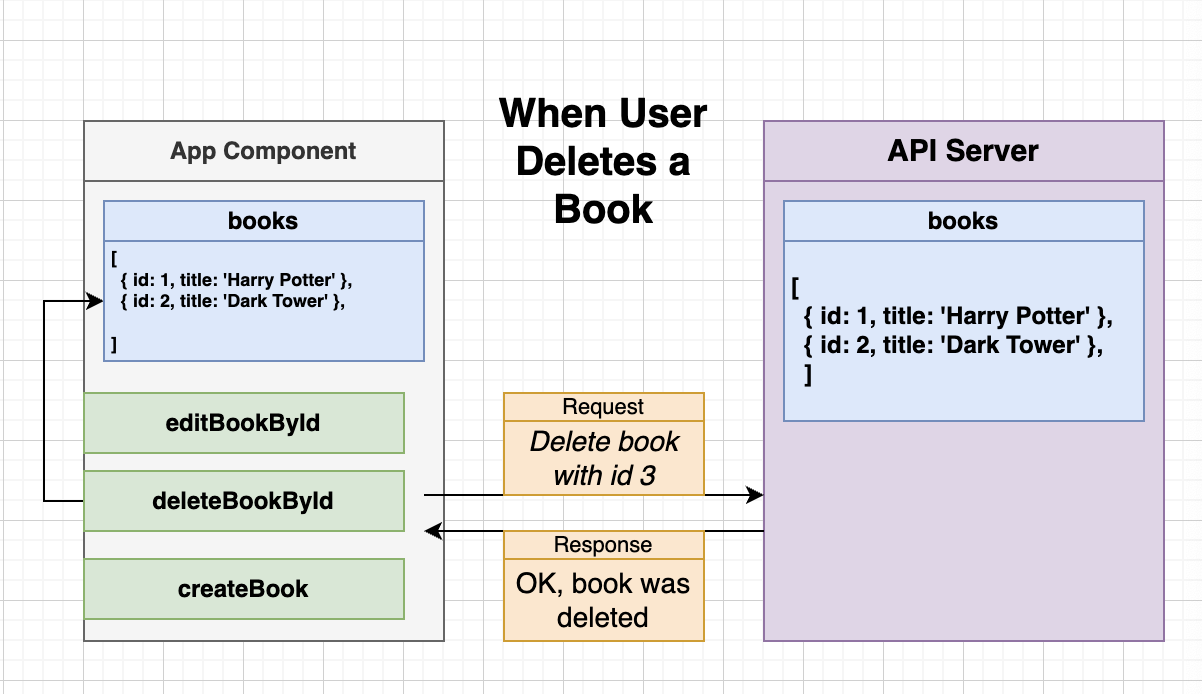 When User
Deletes a
Book
App Component
books
[
{ id: 1, title: 'Harry Potter' },
{ id: 2, title: 'Dark Tower' },
]
editBookById
deleteBookById
createBook
Request
Delete book
with id 3
Response
OK, book was
deleted
API Server
books
[
{ id: 1, title: 'Harry Potter' },
{ id: 2, title: 'Dark Tower' },
]